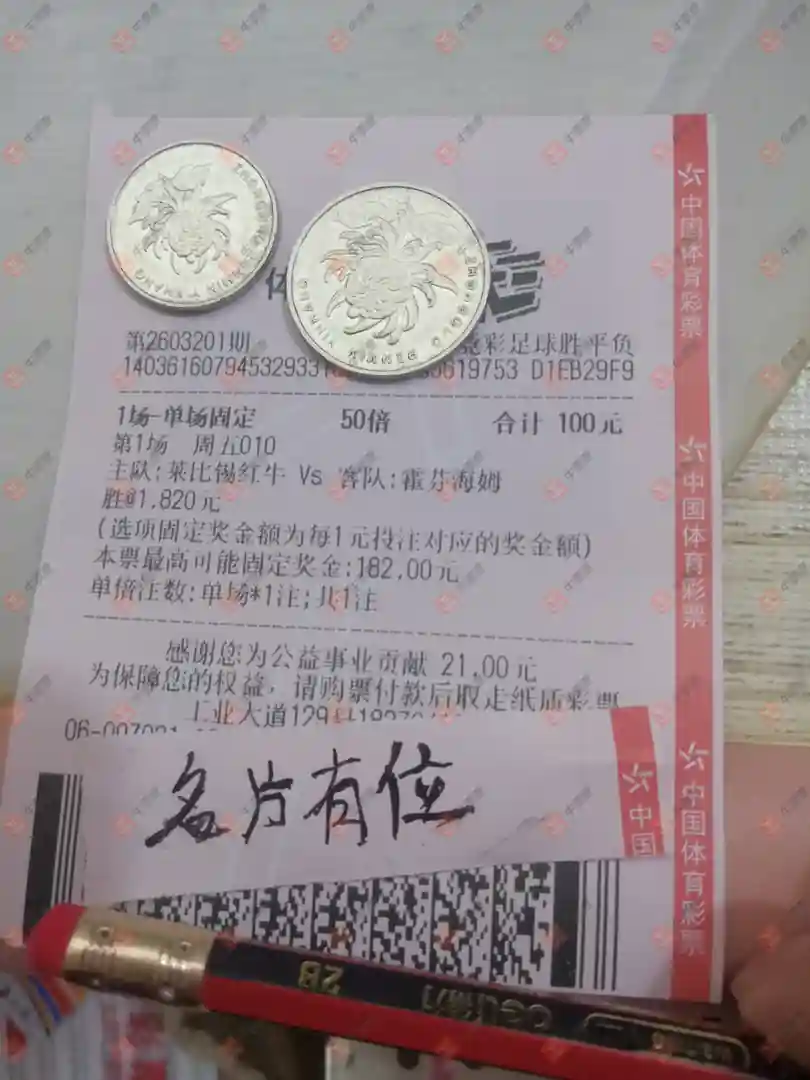 体
第2603201期 竞彩足球胜平负
19753 D1EB29F9
1场-单场固定 50倍 合计 100元
第1场 周五010
主队:莱比锡红牛 Vs 客队:霍芬海姆
胜@1.820元
(选项固定奖金额为每1元投注对应的奖金额)
本票最高可能固定奖金:182.00元
单倍注数:单场*1注;共1注
感谢您为公益事业贡献 21.00元
为保障您的权益，请购票付款后取走纸质彩票
工业大道129
名片有位
中国体育彩票
中国体育彩票
中国体育彩票
中国
2B